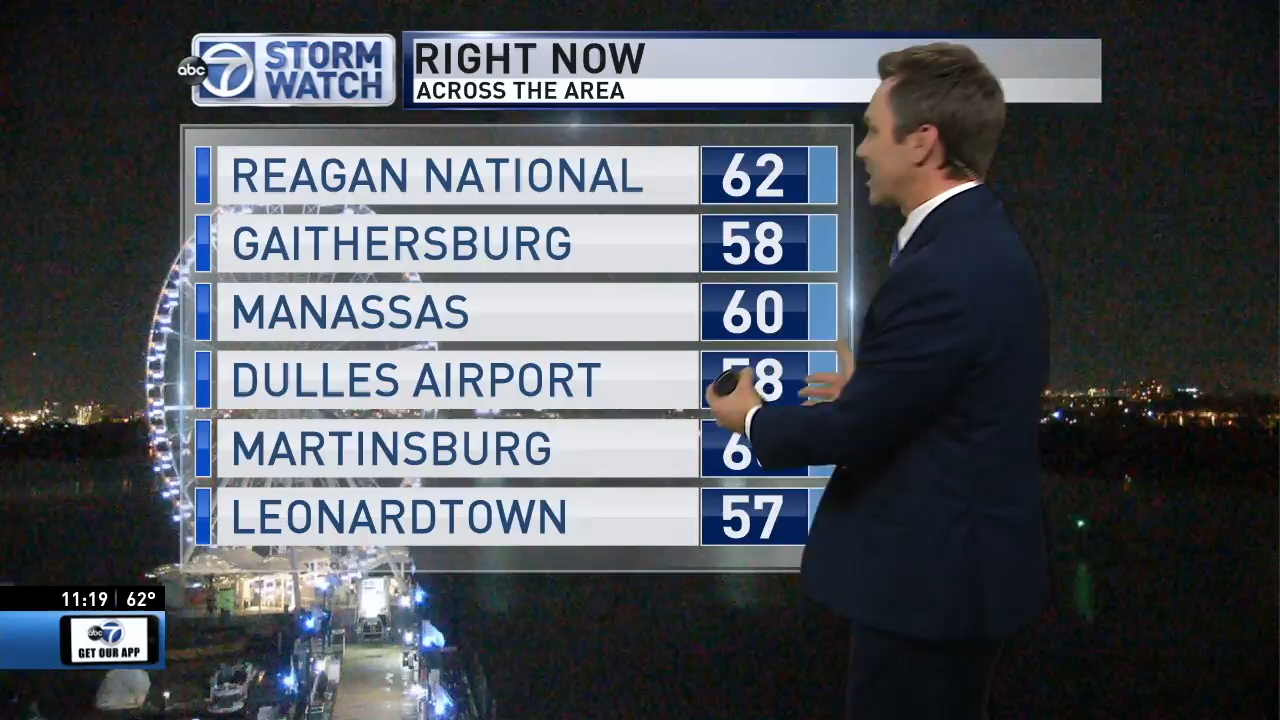 abc 7 STORM WATCH
RIGHT NOW
ACROSS THE AREA
REAGAN NATIONAL 62
GAITHERSBURG 58
MANASSAS 60
DULLES AIRPORT
MARTINSBURG
LEONARDTOWN 57
11:19 62°
abc 7
GET OUR APP